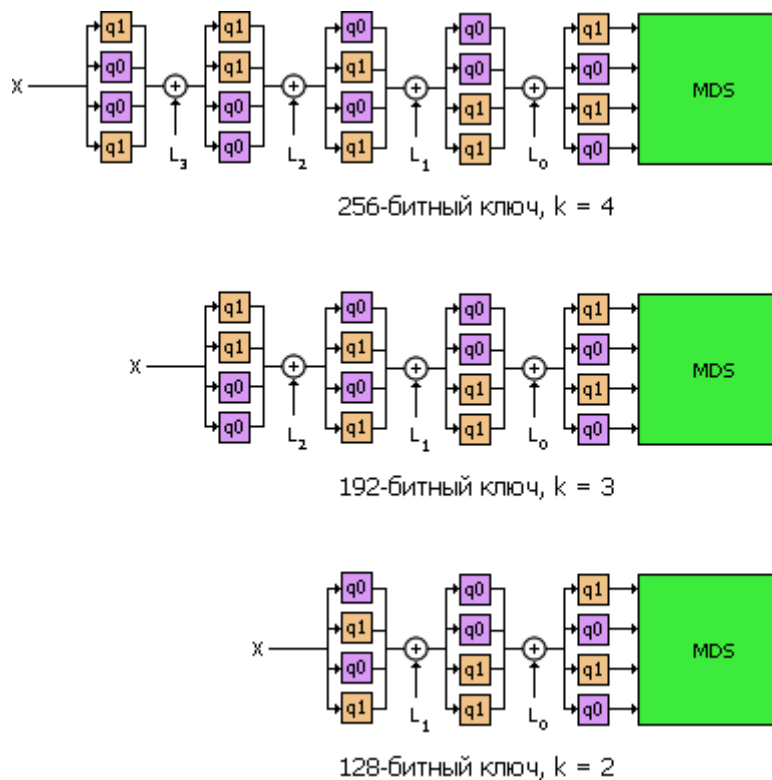 q1 q1 q0 q0 q1
q0 q1 q1 q0 q0
X MDS
q0 q0 q0 q1 q1
q1 q0 q1 q1 q0
L3 L2 L1 L0
256-битный ключ, k = 4
q1 q0 q0 q1
q1 q1 q0 q0
X MDS
q0 q0 q1 q1
q0 q1 q1 q0
L2 L1 L0
192-битный ключ, k = 3
q0 q0 q1
q1 q0 q0
X MDS
q0 q1 q1
q1 q1 q0
L1 L0
128-битный ключ, k = 2